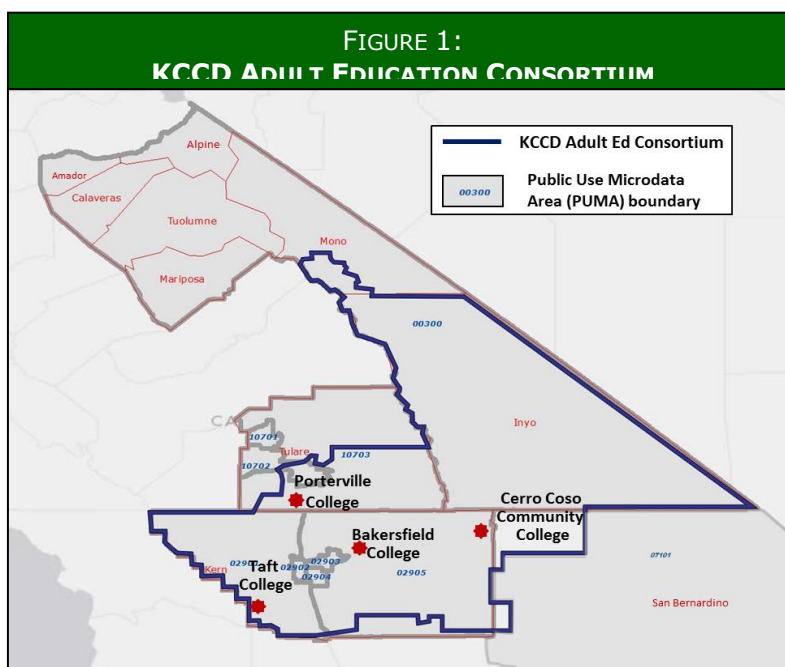 FIGURE 1:
KCCD ADULT EDUCATION CONSORTIUM
KCCD Adult Ed Consortium
00300
Public Use Microdata
Area (PUMA) boundary
Alpine
Amador
Calaveras
Tuolumne
Mono
Mariposa
00300
Inyo
CA
10701
Tulare
10702
10703
Porterville
College
Cerro Coso
Community
College
Bakersfield
College
Kern
Taft
College
02902
02903
02904
02905
07101
San Bernardino